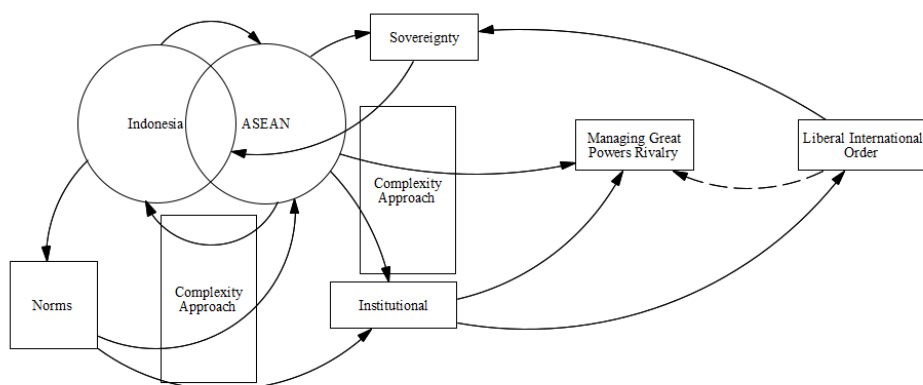 Sovereignty
Indonesia
ASEAN
Managing Great
Powers Rivalry
Liberal International
Order
Complexity
Approach
Complexity
Approach
Norms
Institutional